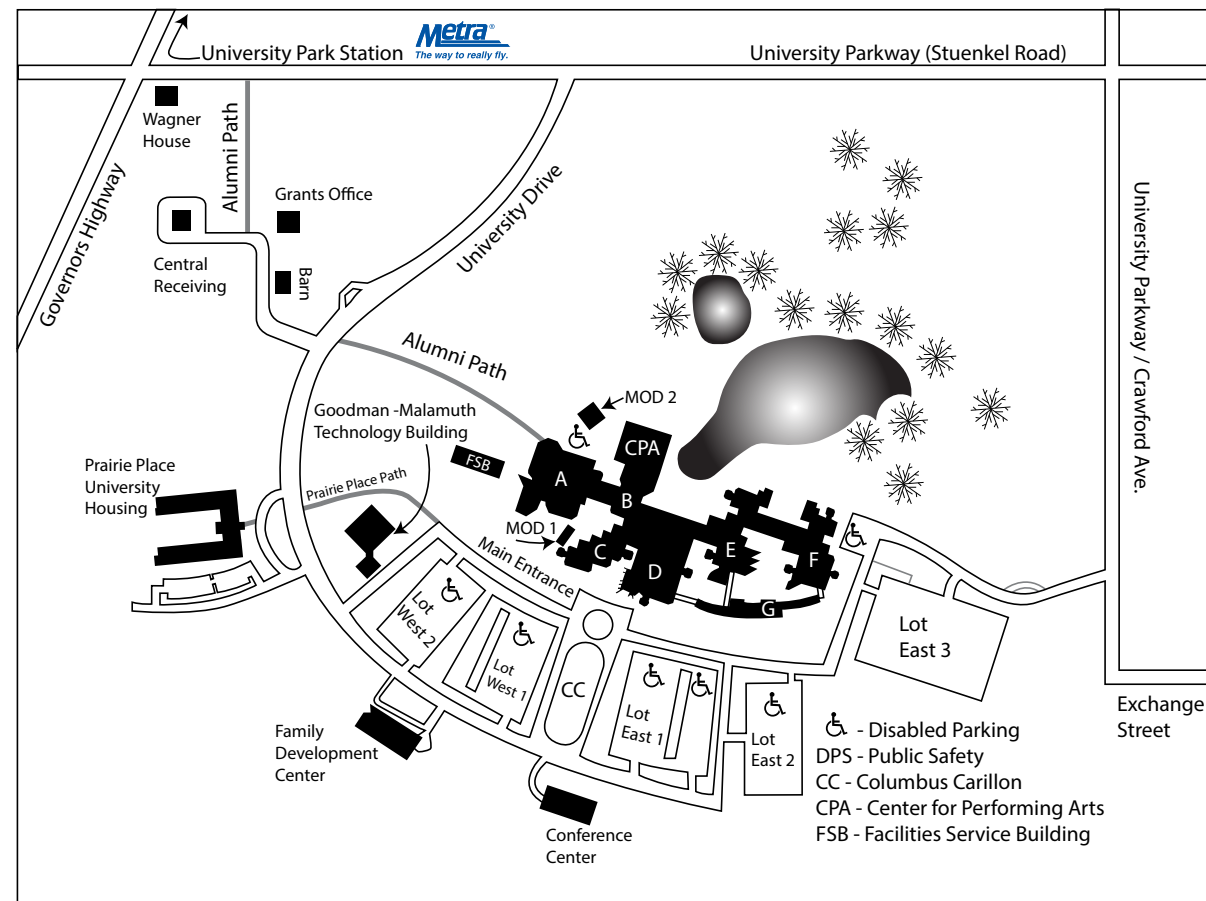 Metra®
The way to really fly.
University Park Station
University Parkway (Stuenkel Road)
Wagner
House
Alumni Path
Governors Highway
Grants Office
University Drive
University Parkway / Crawford Ave.
Central
Receiving
Barn
Alumni Path
MOD 2
Goodman -Malamuth
Technology Building
CPA
FSB
A
Prairie Place
University
Housing
Prairie Place Path
B
MOD 1
Main Entrance
C
D
E
F
G
Lot
West 2
Lot
West 1
CC
Lot
East 1
Lot
East 2
Lot
East 3
Exchange
Street
Family
Development
Center
Conference
Center
- Disabled Parking
DPS - Public Safety
CC - Columbus Carillon
CPA - Center for Performing Arts
FSB - Facilities Service Building